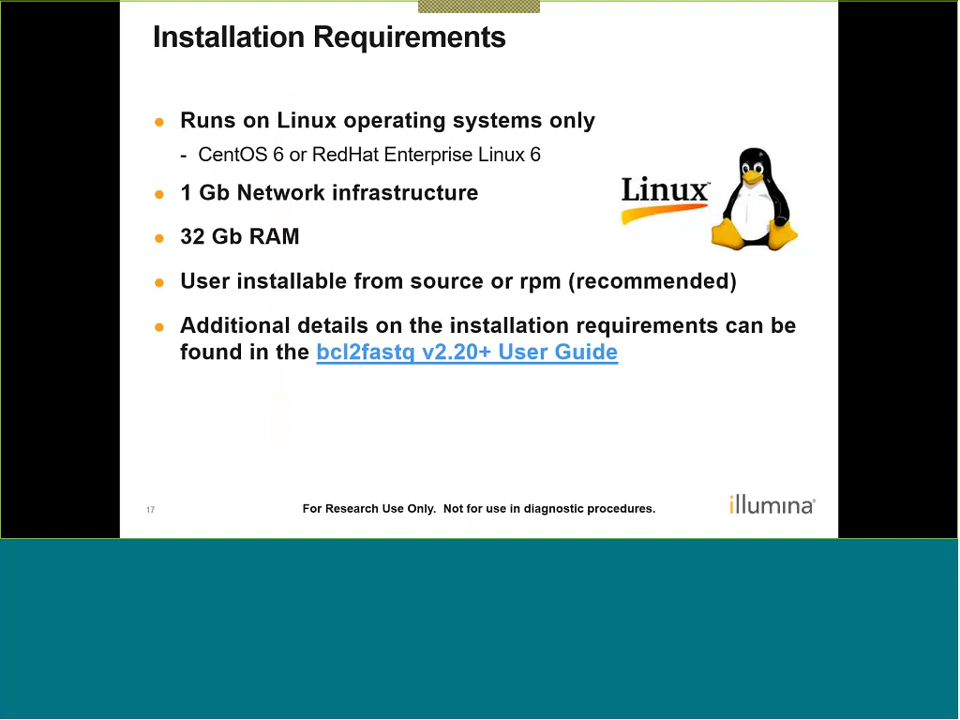 Installation Requirements
● Runs on Linux operating systems only
- CentOS 6 or RedHat Enterprise Linux 6
● 1 Gb Network infrastructure
Linux™
● 32 Gb RAM
● User installable from source or rpm (recommended)
● Additional details on the installation requirements can be
found in the bcl2fastq v2.20+ User Guide
17
For Research Use Only. Not for use in diagnostic procedures.
illumina®